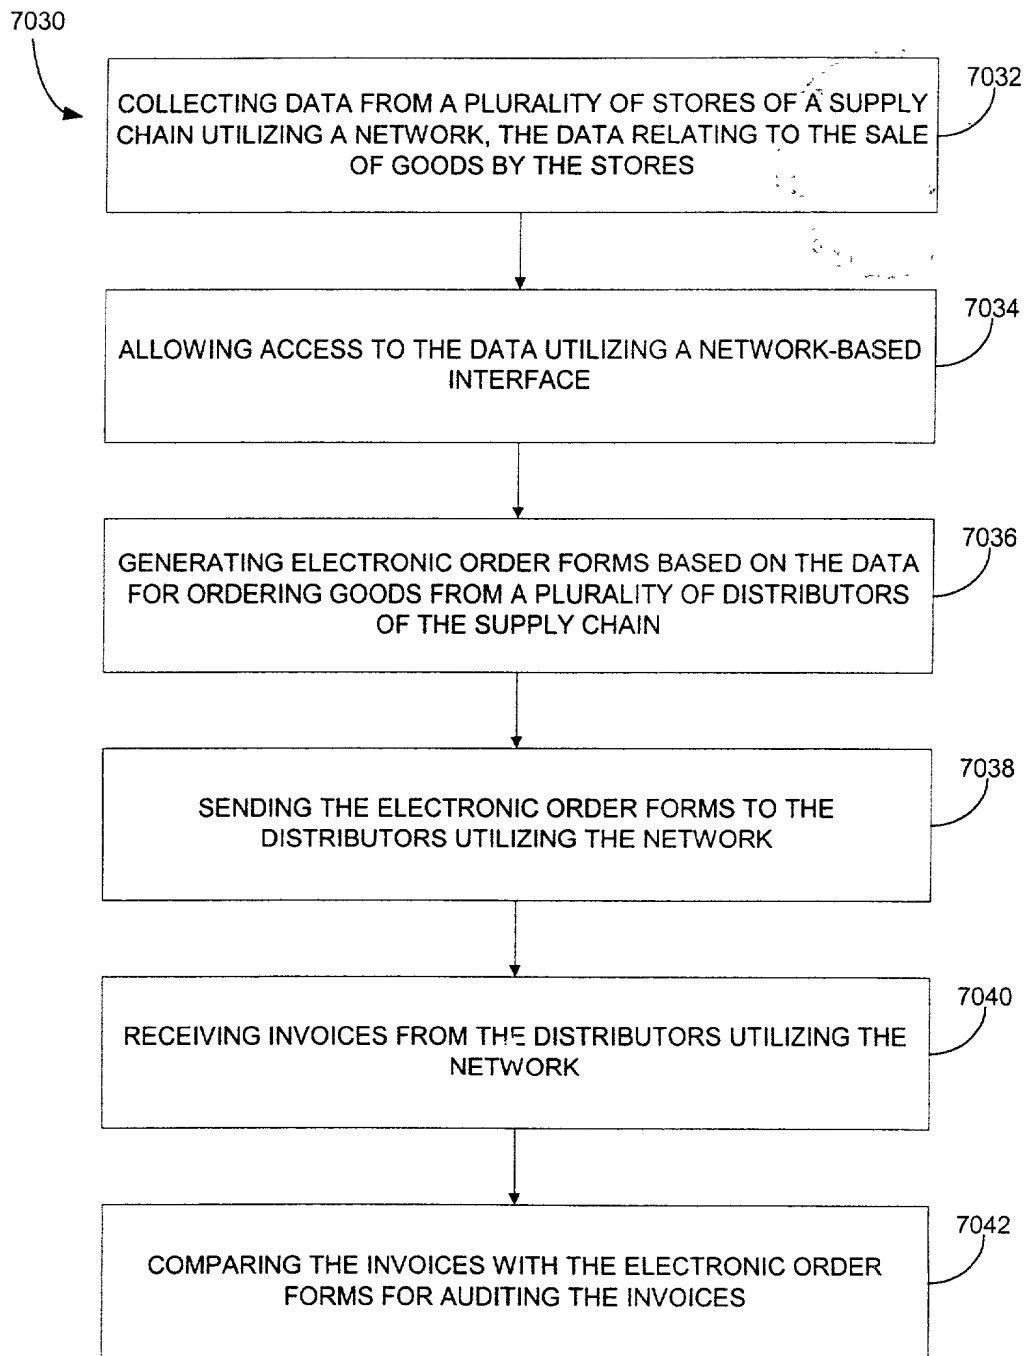 7030
7032
COLLECTING DATA FROM A PLURALITY OF STORES OF A SUPPLY
CHAIN UTILIZING A NETWORK, THE DATA RELATING TO THE SALE
OF GOODS BY THE STORES
7034
ALLOWING ACCESS TO THE DATA UTILIZING A NETWORK-BASED
INTERFACE
7036
GENERATING ELECTRONIC ORDER FORMS BASED ON THE DATA
FOR ORDERING GOODS FROM A PLURALITY OF DISTRIBUTORS
OF THE SUPPLY CHAIN
7038
SENDING THE ELECTRONIC ORDER FORMS TO THE
DISTRIBUTORS UTILIZING THE NETWORK
7040
RECEIVING INVOICES FROM THE DISTRIBUTORS UTILIZING THE
NETWORK
7042
COMPARING THE INVOICES WITH THE ELECTRONIC ORDER
FORMS FOR AUDITING THE INVOICES